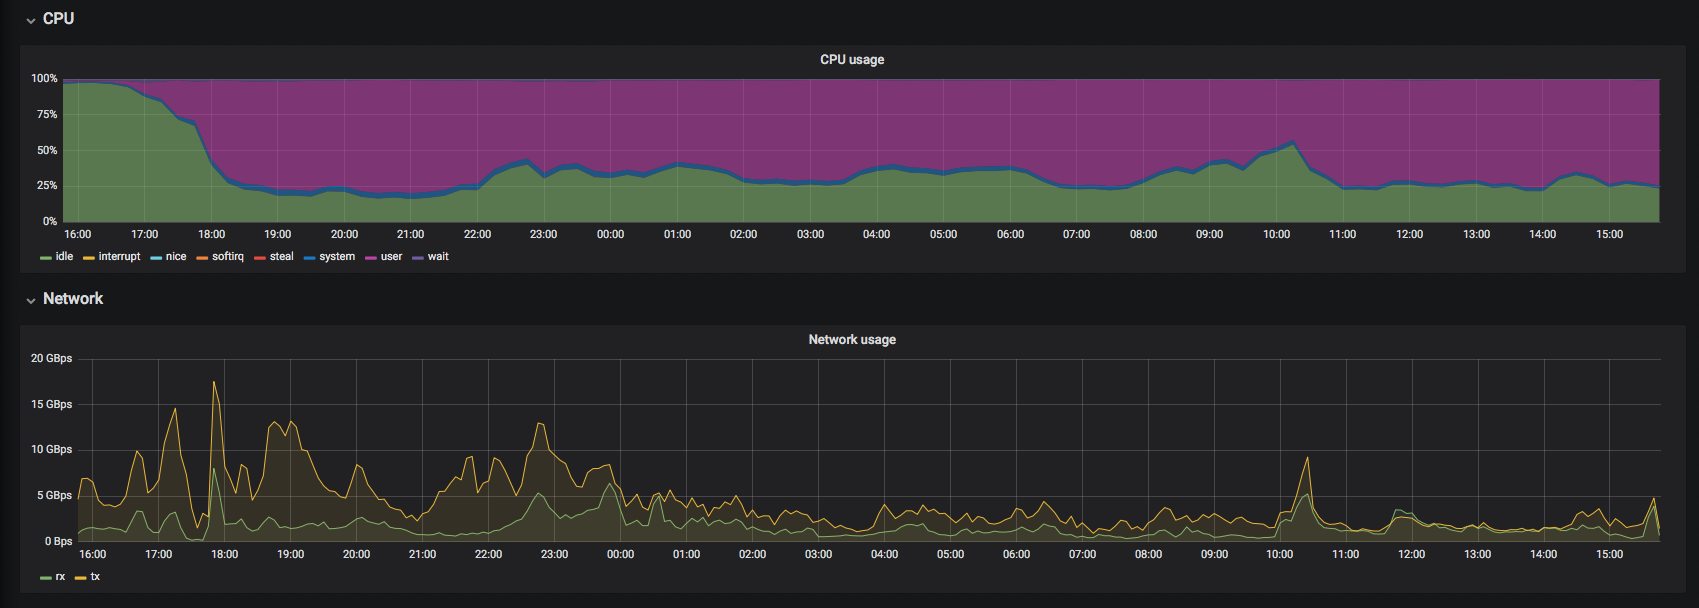 CPU
CPU usage
100%
75%
50%
25%
0%
16:00 17:00 18:00 19:00 20:00 21:00 22:00 23:00 00:00 01:00 02:00 03:00 04:00 05:00 06:00 07:00 08:00 09:00 10:00 11:00 12:00 13:00 14:00 15:00
idle interrupt nice softirq steal system user wait
Network
Network usage
20 GBps
15 GBps
10 GBps
5 GBps
0 Bps
16:00 17:00 18:00 19:00 20:00 21:00 22:00 23:00 00:00 01:00 02:00 03:00 04:00 05:00 06:00 07:00 08:00 09:00 10:00 11:00 12:00 13:00 14:00 15:00
rx tx